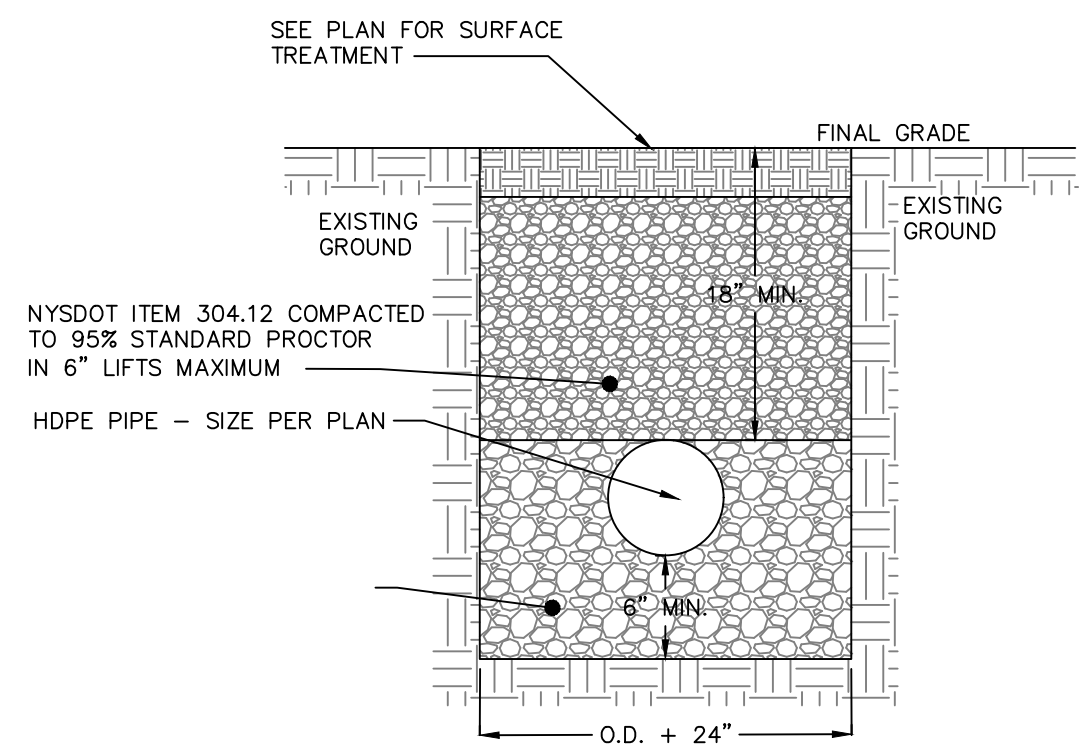 SEE PLAN FOR SURFACE
TREATMENT
FINAL GRADE
EXISTING
GROUND
EXISTING
GROUND
18" MIN.
NYSDOT ITEM 304.12 COMPACTED
TO 95% STANDARD PROCTOR
IN 6" LIFTS MAXIMUM
HDPE PIPE – SIZE PER PLAN
6" MIN.
O.D. + 24"